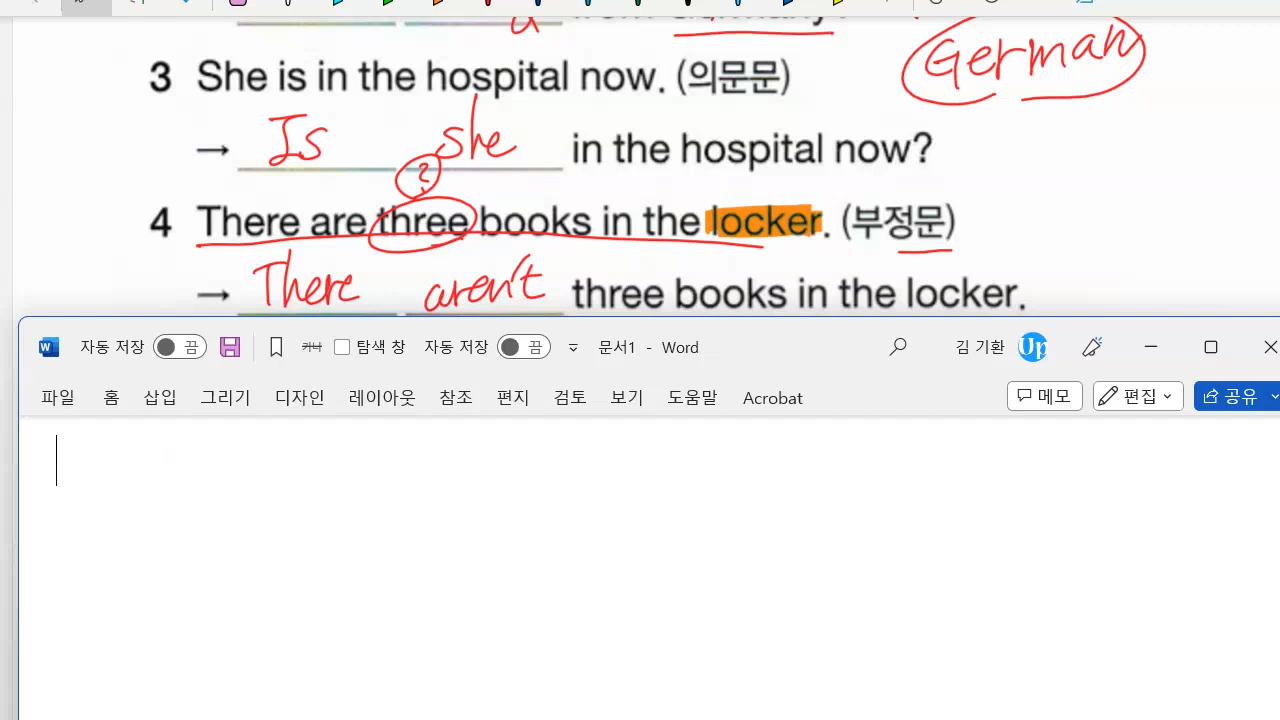 from Germany?
German
3 She is in the hospital now. (의문문)
→ Is she in the hospital now?
?
4 There are three books in the locker. (부정문)
→ There aren't three books in the locker.
자동 저장 끔 탐색 창 자동 저장 끔 문서1 - Word 김 기환 Up
파일 홈 삽입 그리기 디자인 레이아웃 참조 편지 검토 보기 도움말 Acrobat 메모 편집 공유